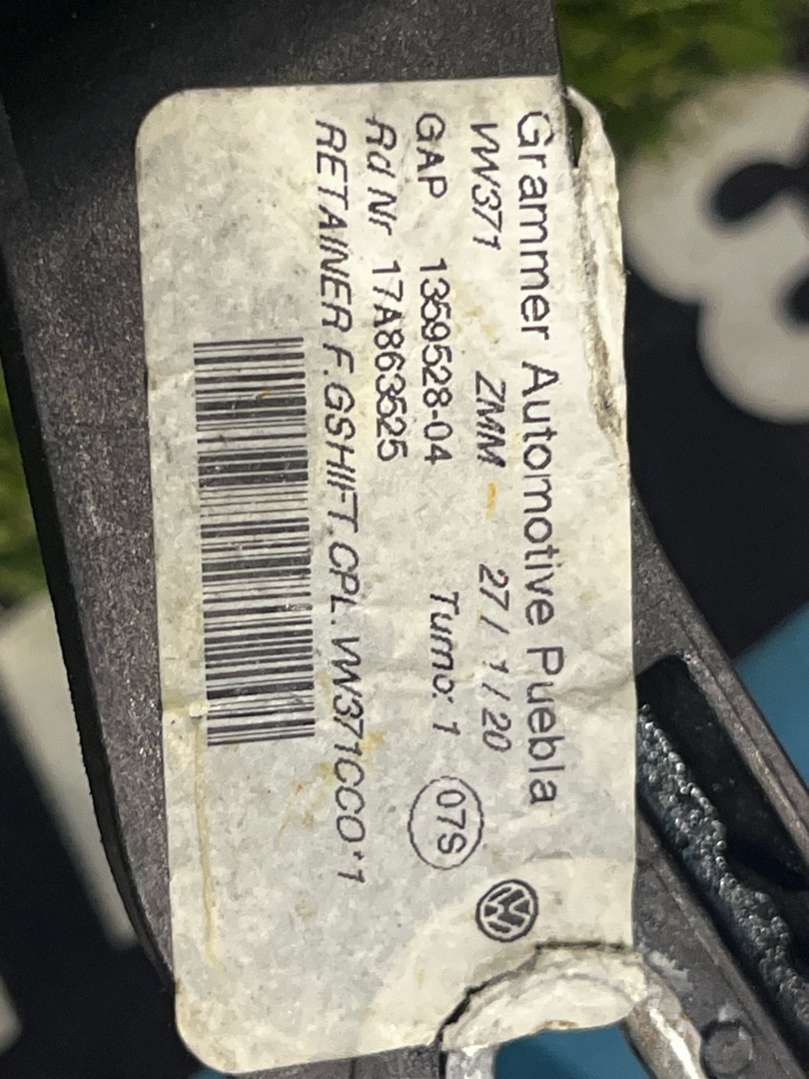 Grammer Automotive Puebla
VW371 ZMM - 27 / 1 / 20
GAP 1359528-04 Turno: 1 07S
Rd Nr 17A863525
RETAINER F.GSHIFT.CPL. VW371CCO*1